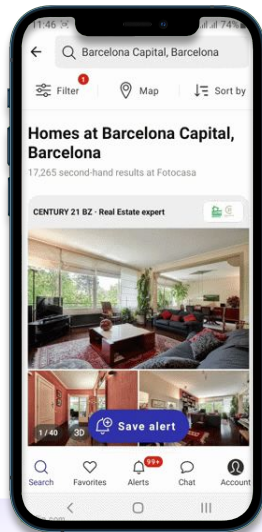 11:46
74%
Barcelona Capital, Barcelona
1
Filter
Map
Sort by
Homes at Barcelona Capital,
Barcelona
17,265 second-hand results at Fotocasa
CENTURY 21 BZ · Real Estate expert
1 / 40
3D
Save alert
99+
Search
Favorites
Alerts
Chat
Account